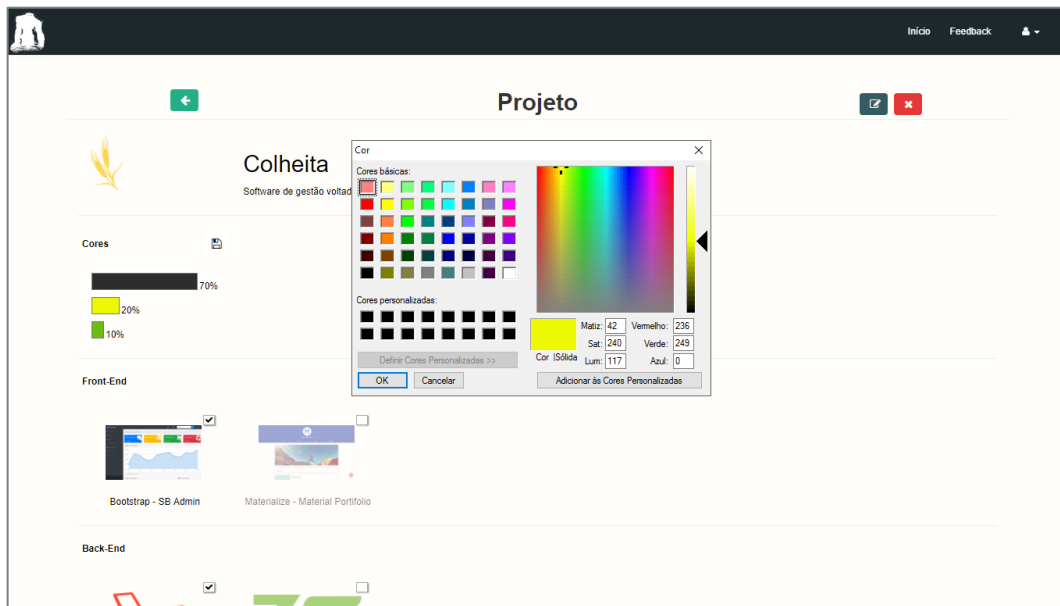 Início Feedback
Projeto
Colheita
Software de gestão voltad
Cor
Cores básicas:
Cores personalizadas:
Definir Cores Personalizadas >>
OK Cancelar
Cor |Sólida
Matiz: 42 Vermelho: 236
Sat: 240 Verde: 249
Lum: 117 Azul: 0
Adicionar às Cores Personalizadas
Cores
70%
20%
10%
Front-End
Bootstrap - SB Admin
Materialize - Material Portifolio
Back-End